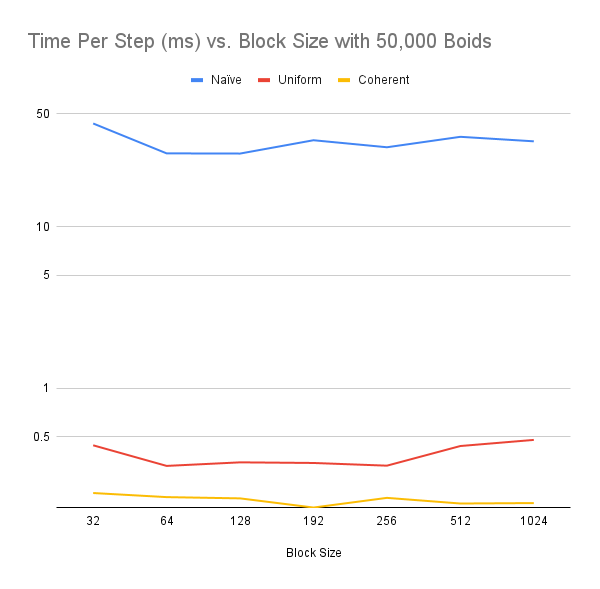 Time Per Step (ms) vs. Block Size with 50,000 Boids
Naïve Uniform Coherent
50
10
5
1
0.5
32 64 128 192 256 512 1024
Block Size